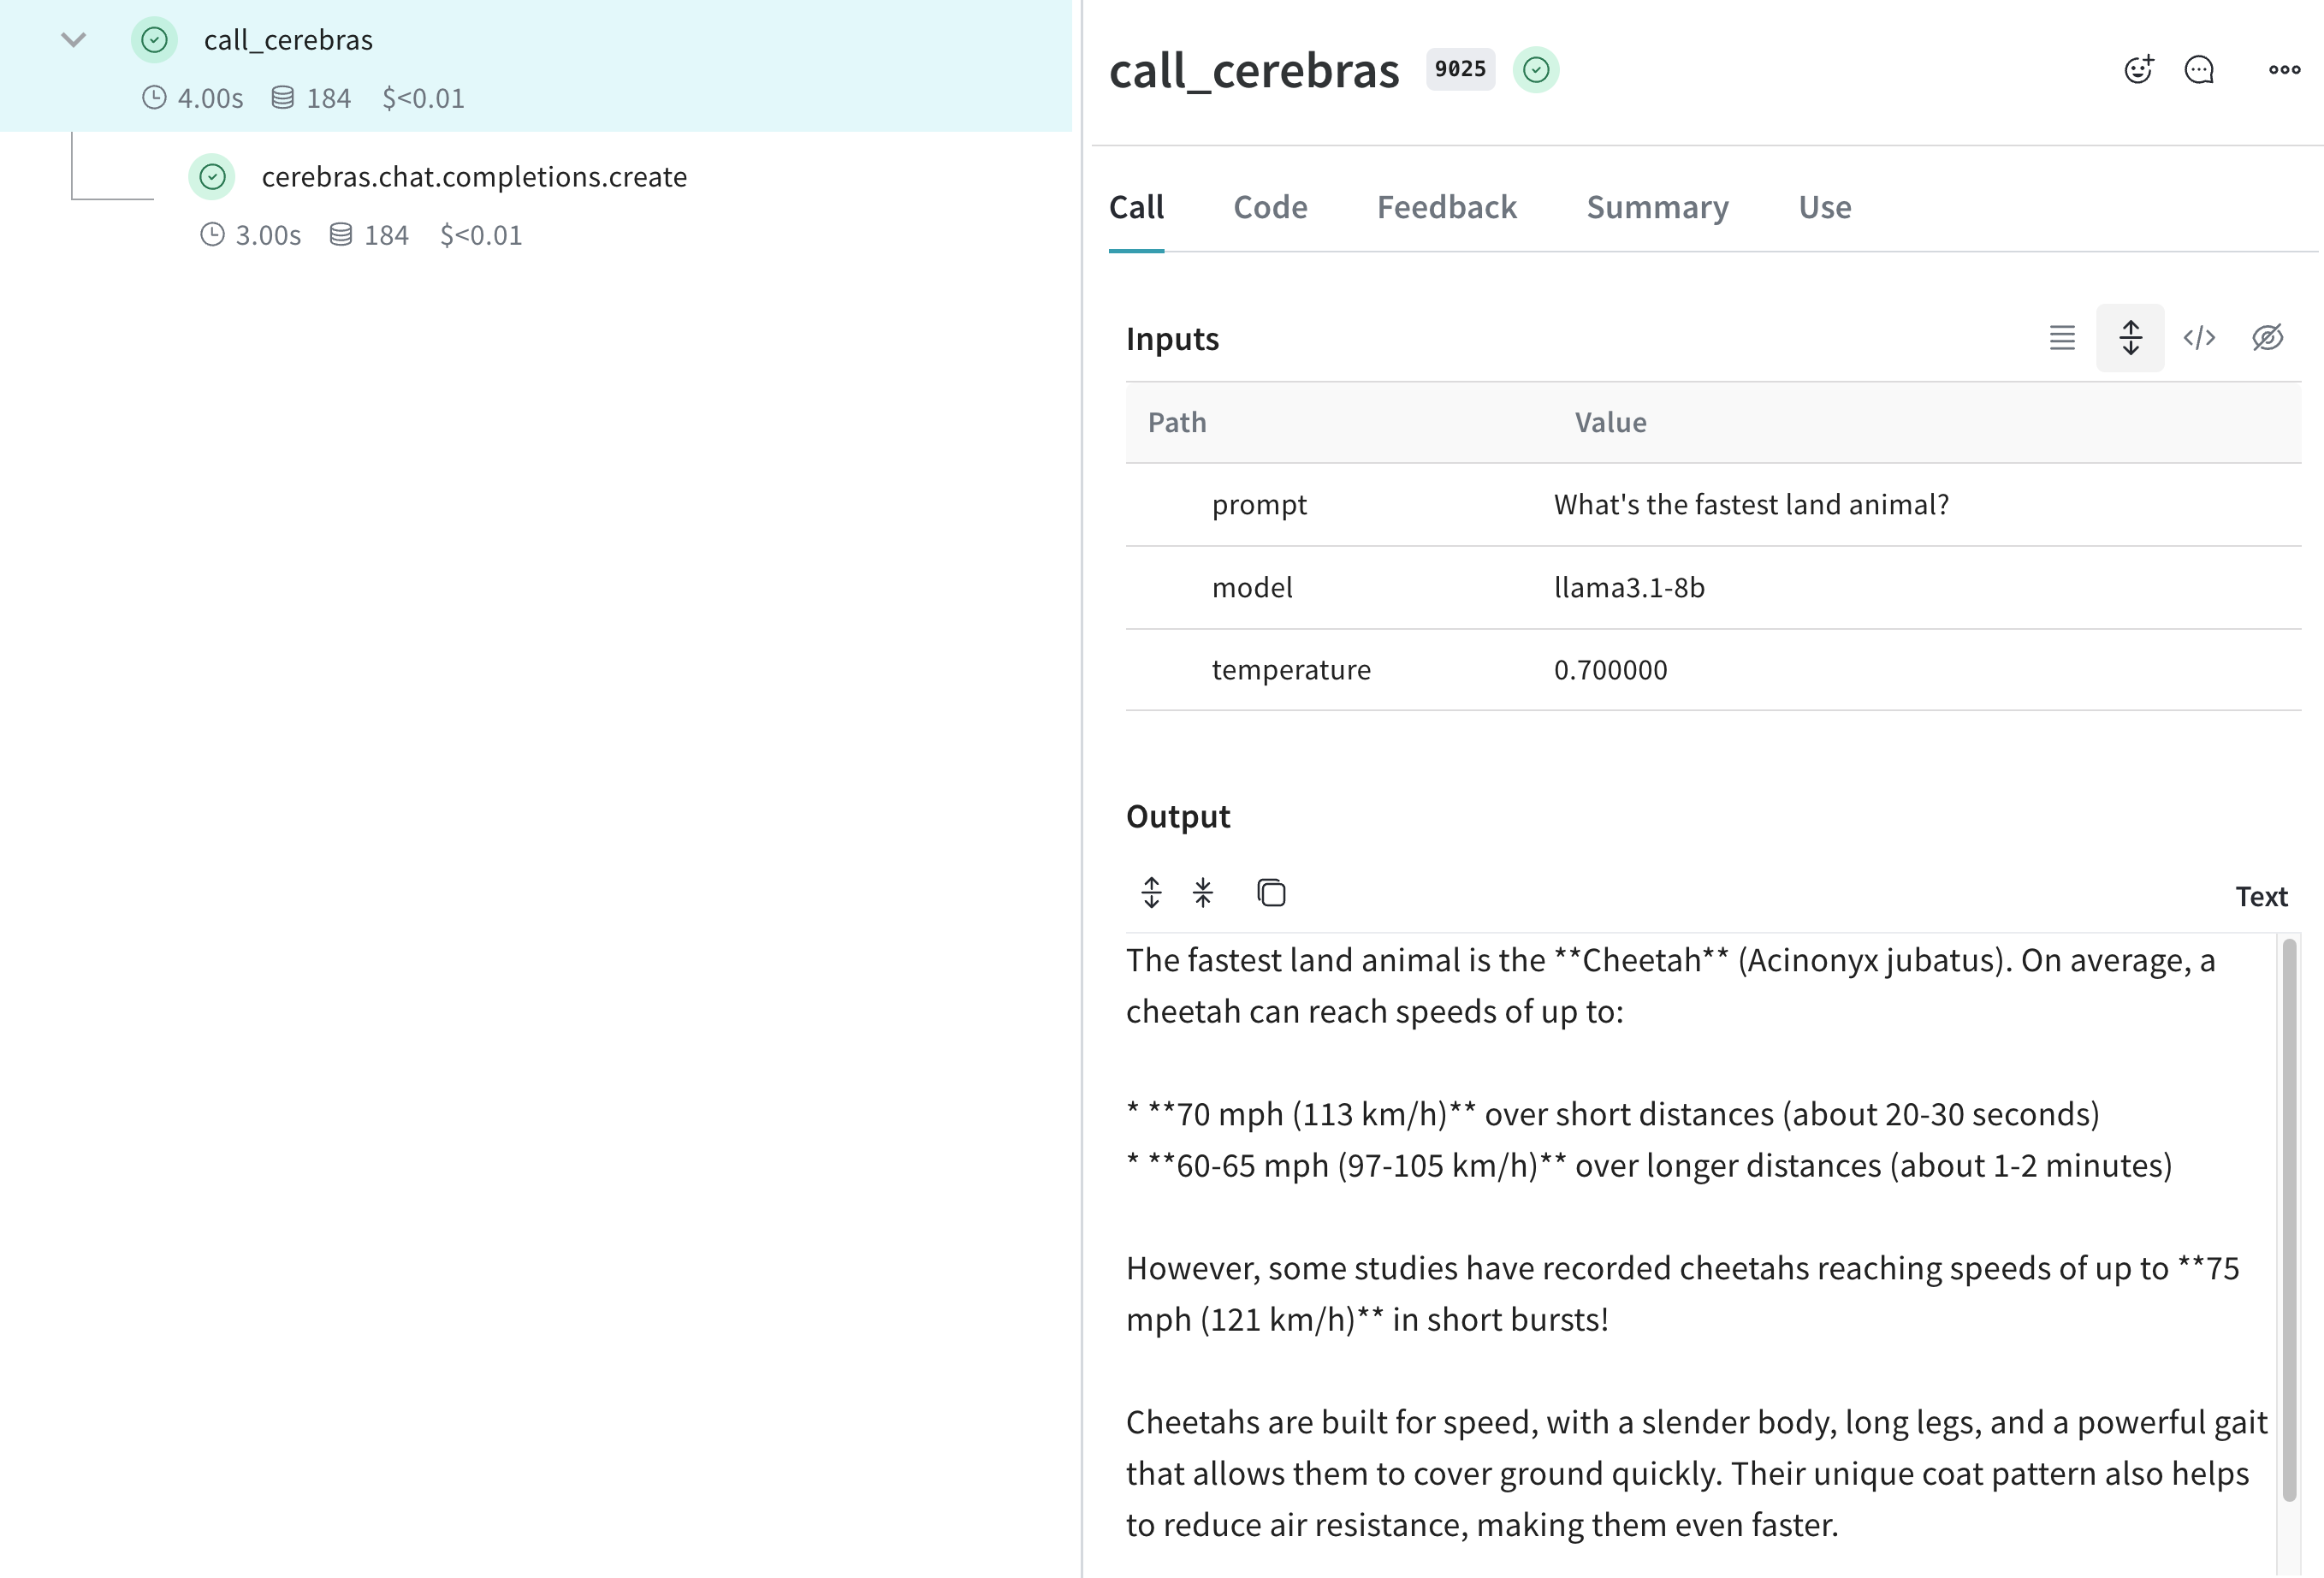 call_cerebras
4.00s 184 $<0.01
cerebras.chat.completions.create
3.00s 184 $<0.01
call_cerebras 9025
Call Code Feedback Summary Use
Inputs
Path Value
prompt What's the fastest land animal?
model llama3.1-8b
temperature 0.700000
Output
Text
The fastest land animal is the **Cheetah** (Acinonyx jubatus). On average, a
cheetah can reach speeds of up to:
* **70 mph (113 km/h)** over short distances (about 20-30 seconds)
* **60-65 mph (97-105 km/h)** over longer distances (about 1-2 minutes)
However, some studies have recorded cheetahs reaching speeds of up to **75
mph (121 km/h)** in short bursts!
Cheetahs are built for speed, with a slender body, long legs, and a powerful gait
that allows them to cover ground quickly. Their unique coat pattern also helps
to reduce air resistance, making them even faster.